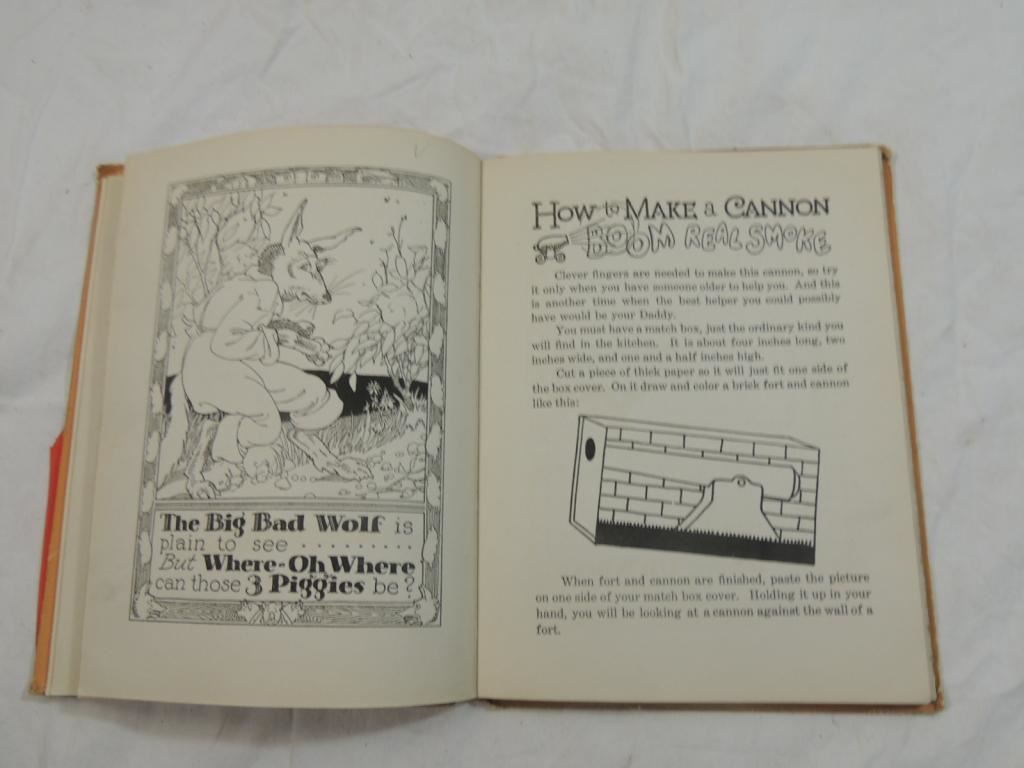 The Big Bad Wolf is
plain to see . . . . . . . . .
But Where-Oh Where
can those 3 Piggies be?
How to Make a Cannon
BOOM REAL SMOKE
Clever fingers are needed to make this cannon, so try
it only when you have someone older to help you. And this
is another time when the best helper you could possibly
have would be your Daddy.
You must have a match box, just the ordinary kind you
will find in the kitchen. It is about four inches long, two
inches wide, and one and a half inches high.
Cut a piece of thick paper so it will just fit one side of
the box cover. On it draw and color a brick fort and cannon
like this:
When fort and cannon are finished, paste the picture
on one side of your match box cover. Holding it up in your
hand, you will be looking at a cannon against the wall of a
fort.